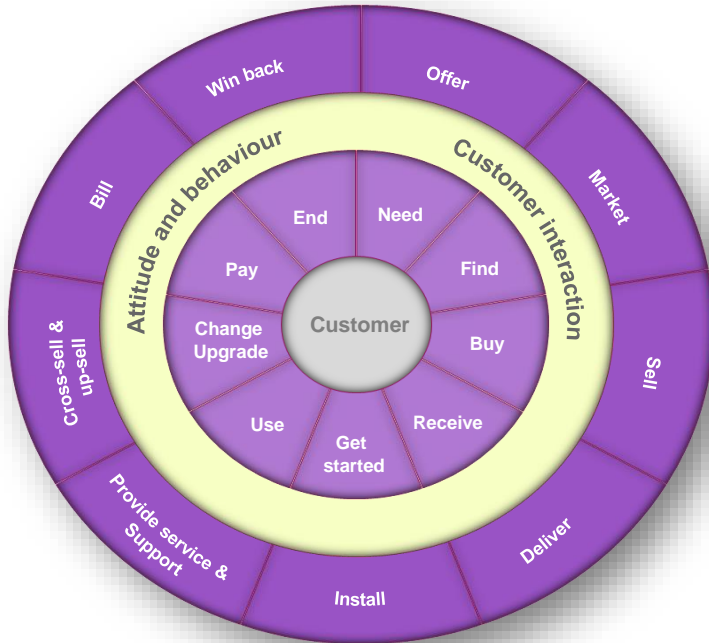 Offer
Market
Sell
Deliver
Install
Provide service &
Support
Cross-sell &
up-sell
Bill
Win back
Attitude and behaviour
Customer interaction
Need
Find
Buy
Receive
Get
started
Use
Change
Upgrade
Pay
End
Customer